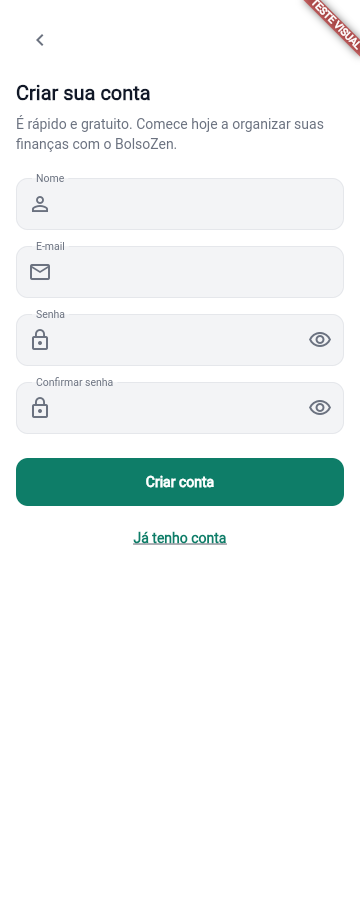 TESTE VISUAL
Criar sua conta
É rápido e gratuito. Comece hoje a organizar suas
finanças com o BolsoZen.
Nome
E-mail
Senha
Confirmar senha
Criar conta
Já tenho conta